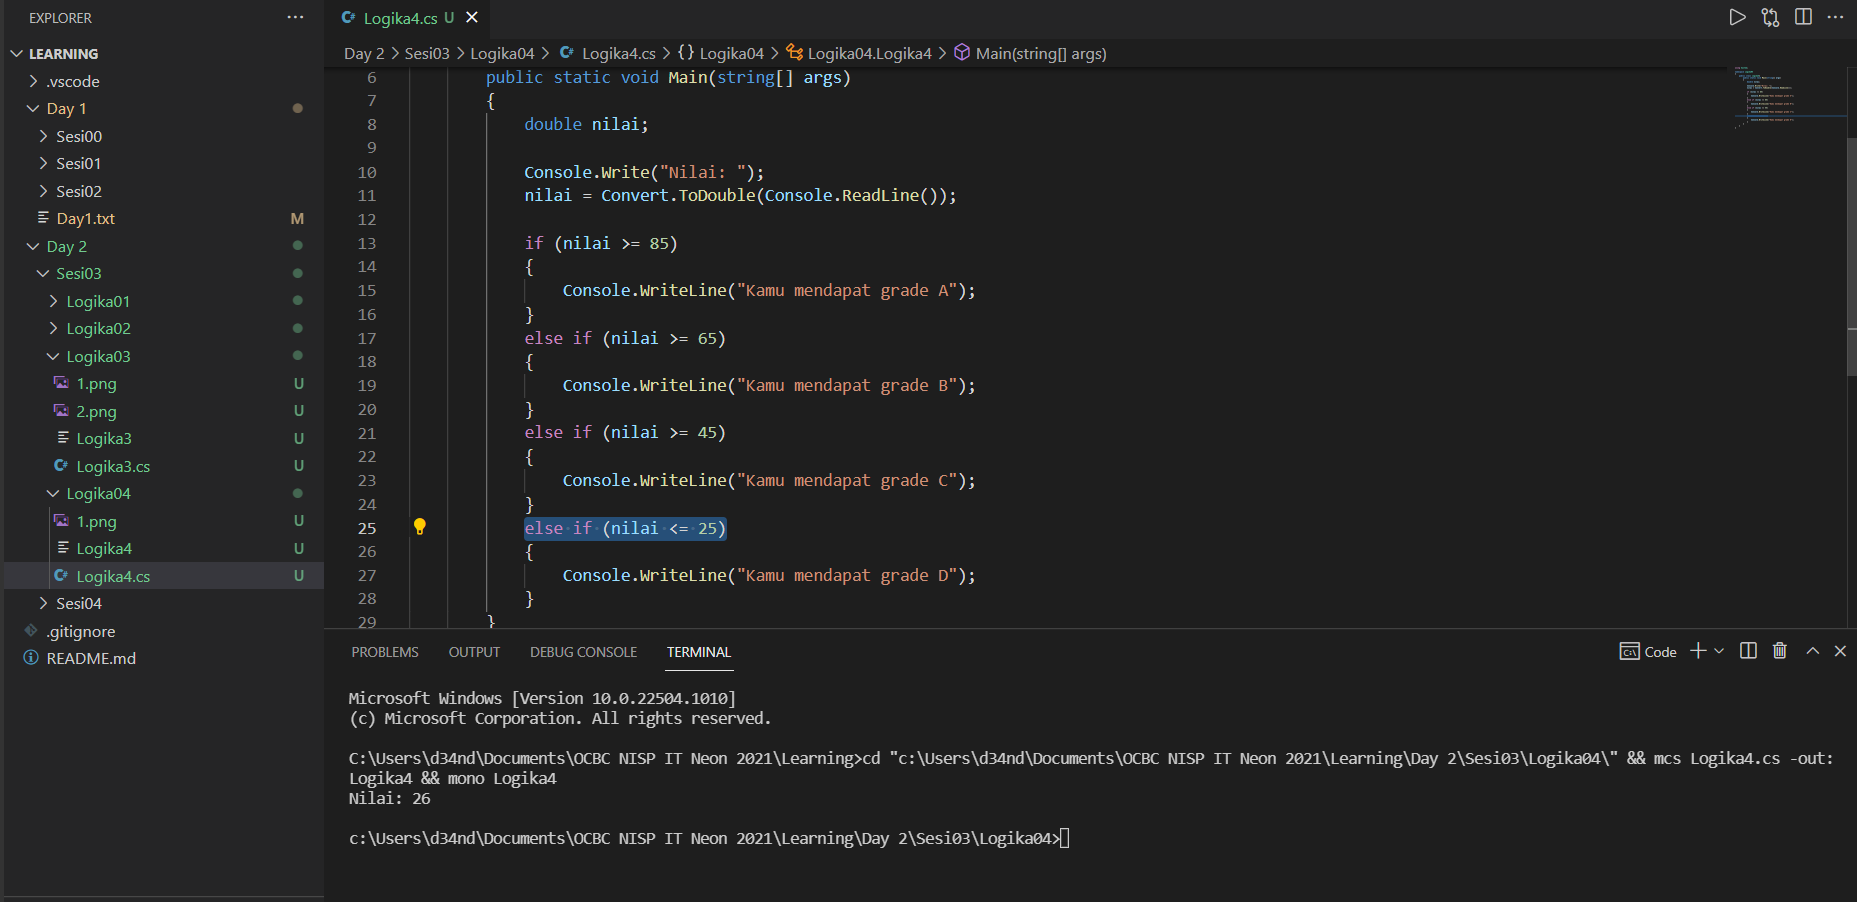 EXPLORER
LEARNING
.vscode
Day 1
Sesi00
Sesi01
Sesi02
Day1.txt M
Day 2
Sesi03
Logika01
Logika02
Logika03
1.png U
2.png U
Logika3 U
C# Logika3.cs U
Logika04
1.png U
Logika4 U
C# Logika4.cs U
Sesi04
.gitignore
README.md
C# Logika4.cs U
Day 2 > Sesi03 > Logika04 > C# Logika4.cs > {} Logika04 > Logika04.Logika4 > Main(string[] args)
6 public static void Main(string[] args)
7 {
8 double nilai;
9
10 Console.Write("Nilai: ");
11 nilai = Convert.ToDouble(Console.ReadLine());
12
13 if (nilai >= 85)
14 {
15 Console.WriteLine("Kamu mendapat grade A");
16 }
17 else if (nilai >= 65)
18 {
19 Console.WriteLine("Kamu mendapat grade B");
20 }
21 else if (nilai >= 45)
22 {
23 Console.WriteLine("Kamu mendapat grade C");
24 }
25 else if (nilai <= 25)
26 {
27 Console.WriteLine("Kamu mendapat grade D");
28 }
29 }
PROBLEMS OUTPUT DEBUG CONSOLE TERMINAL Code
Microsoft Windows [Version 10.0.22504.1010]
(c) Microsoft Corporation. All rights reserved.
C:\Users\d34nd\Documents\OCBC NISP IT Neon 2021\Learning>cd "c:\Users\d34nd\Documents\OCBC NISP IT Neon 2021\Learning\Day 2\Sesi03\Logika04\" && mcs Logika4.cs -out:
Logika4 && mono Logika4
Nilai: 26
c:\Users\d34nd\Documents\OCBC NISP IT Neon 2021\Learning\Day 2\Sesi03\Logika04>